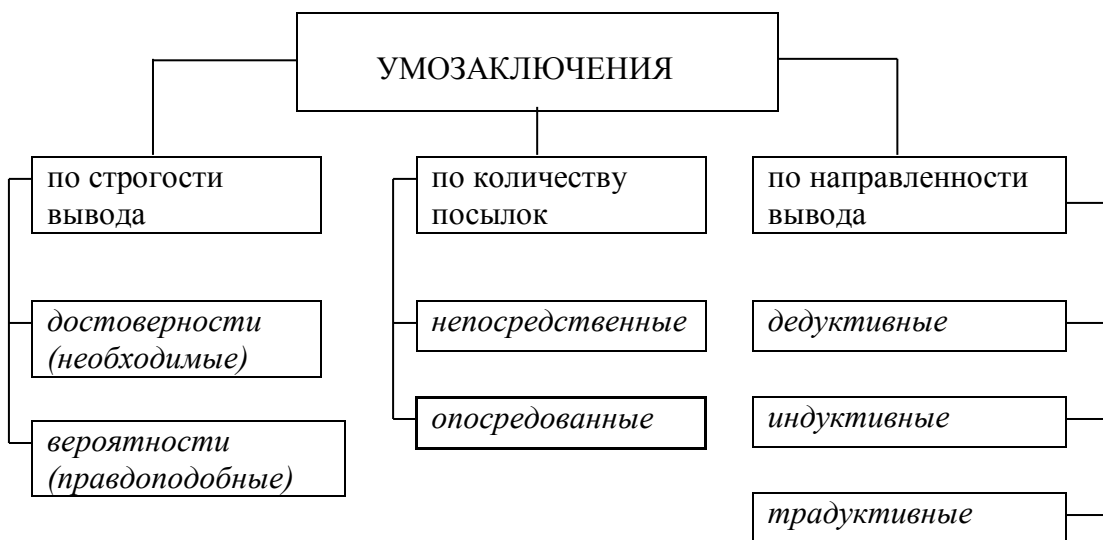 УМОЗАКЛЮЧЕНИЯ
по строгости
вывода
достоверности
(необходимые)
вероятности
(правдоподобные)
по количеству
посылок
непосредственные
опосредованные
по направленности
вывода
дедуктивные
индуктивные
традуктивные